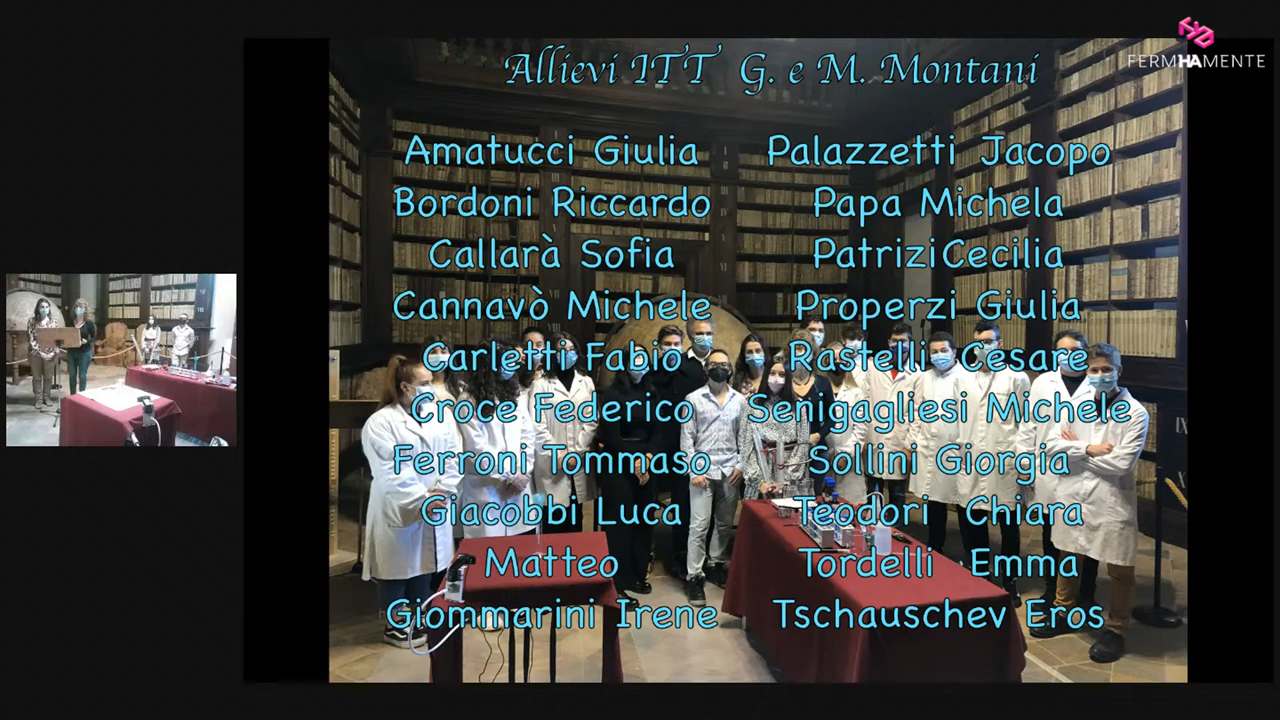 FERMHAMENTE
Allievi ITT G. e M. Montani
Amatucci Giulia
Bordoni Riccardo
Callarà Sofia
Cannavò Michele
Carletti Fabio
Croce Federico
Ferroni Tommaso
Giacobbi Luca
Matteo
Giommarini Irene
Palazzetti Jacopo
Papa Michela
Patrizi Cecilia
Properzi Giulia
Rastelli Cesare
Senigagliesi Michele
Sollini Giorgia
Teodori Chiara
Tordelli Emma
Tschauschev Eros